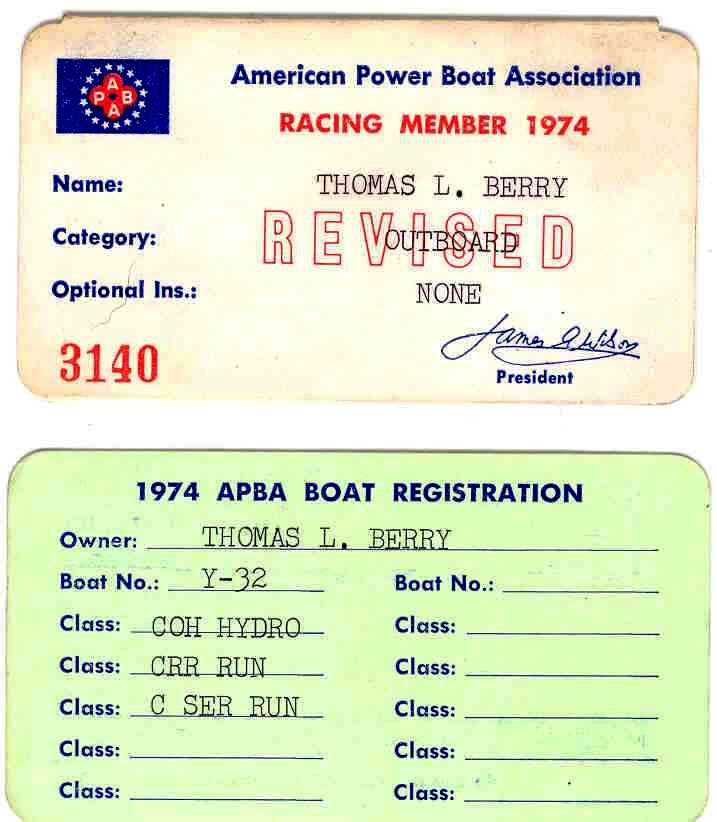 A
P B
A
American Power Boat Association
RACING MEMBER 1974
Name: THOMAS L. BERRY
REVISED
Category: OUTBOARD
Optional Ins.: NONE
James G Wilson
3140
President
1974 APBA BOAT REGISTRATION
Owner: THOMAS L. BERRY
Boat No.: Y-32 Boat No.:
Class: COH HYDRO Class:
Class: CRR RUN Class:
Class: C SER RUN Class:
Class: Class:
Class: Class: